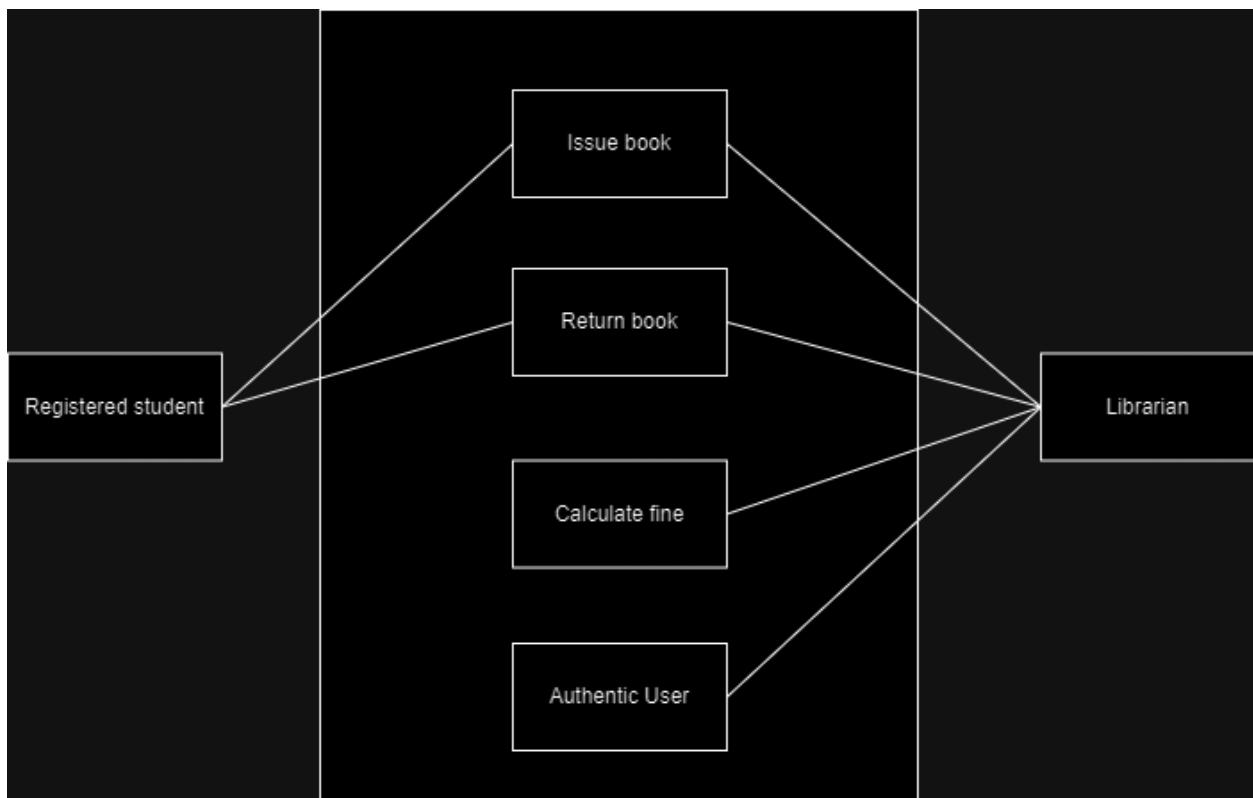 Issue book
Return book
Registered student
Librarian
Calculate fine
Authentic User